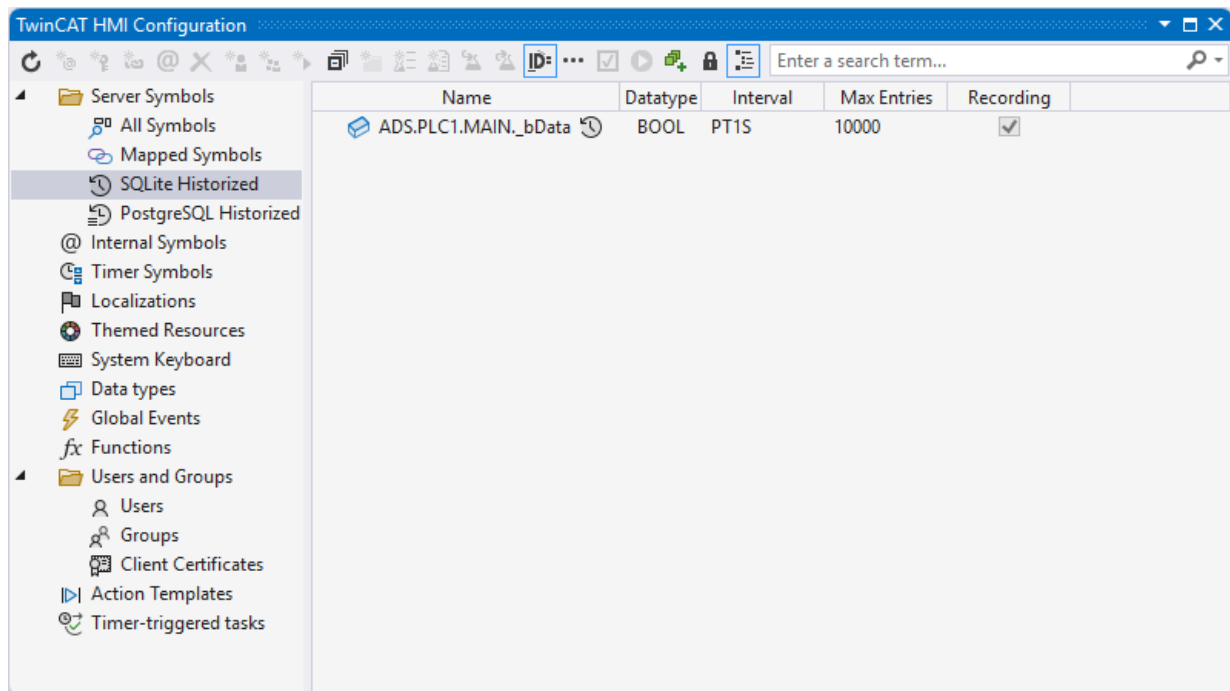 TwinCAT HMI Configuration
ID:
Enter a search term...
Server Symbols
All Symbols
Mapped Symbols
SQLite Historized
PostgreSQL Historized
@ Internal Symbols
Timer Symbols
Localizations
Themed Resources
System Keyboard
Data types
Global Events
fx Functions
Users and Groups
Users
Groups
Client Certificates
Action Templates
Timer-triggered tasks
Name Datatype Interval Max Entries Recording
ADS.PLC1.MAIN._bData BOOL PT1S 10000